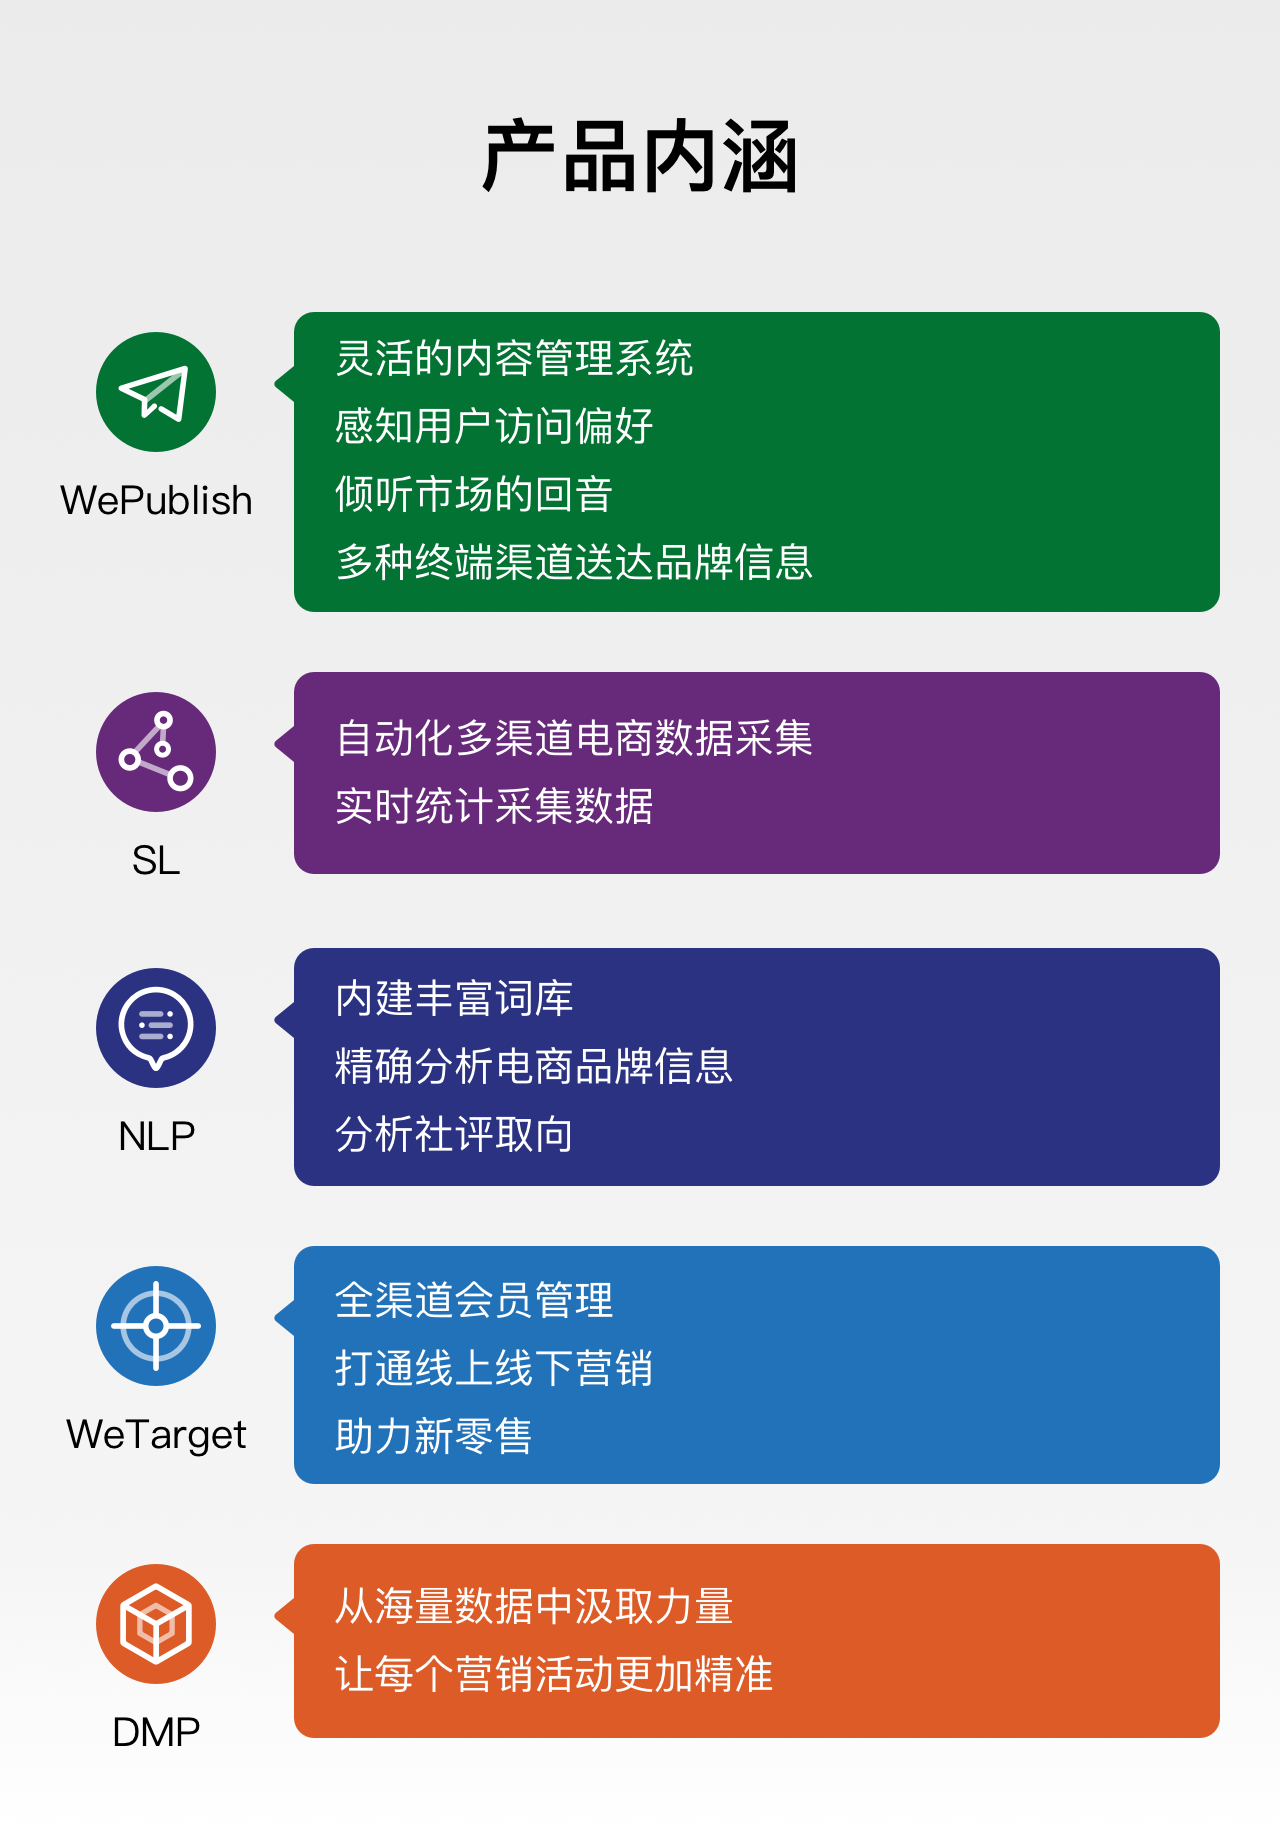 产品内涵
WePublish
灵活的内容管理系统
感知用户访问偏好
倾听市场的回音
多种终端渠道送达品牌信息
SL
自动化多渠道电商数据采集
实时统计采集数据
NLP
内建丰富词库
精确分析电商品牌信息
分析社评取向
WeTarget
全渠道会员管理
打通线上线下营销
助力新零售
DMP
从海量数据中汲取力量
让每个营销活动更加精准